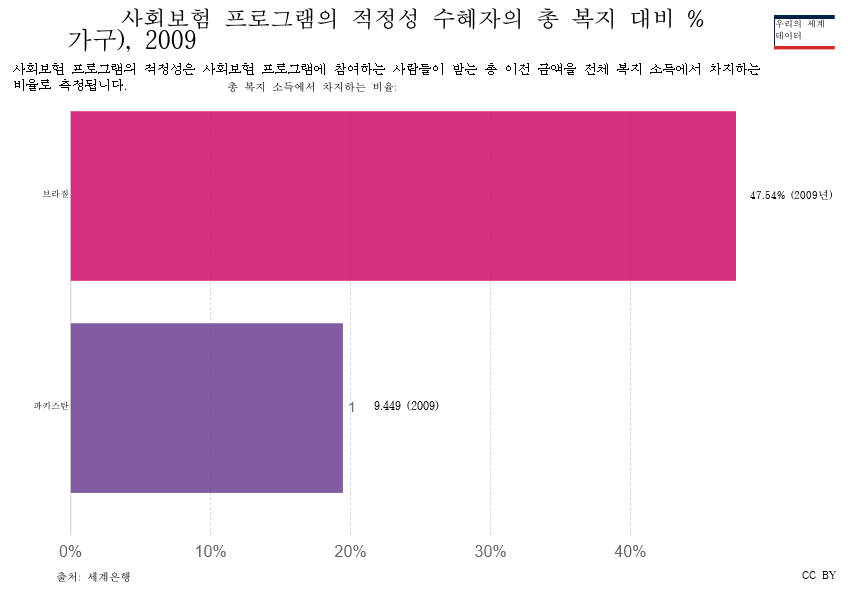 사회보험 프로그램의 적정성 수혜자의 총 복지 대비 %
가구), 2009
우리의 세계
데이터
사회보험 프로그램의 적정성은 사회보험 프로그램에 참여하는 사람들이 받는 총 이전 금액을 전체 복지 소득에서 차지하는
비율로 측정됩니다.
총 복지 소득에서 차지하는 비율:
브라질
47.54% (2009년)
파키스탄
1 9.449 (2009)
0% 10% 20% 30% 40%
출처: 세계은행
CC BY